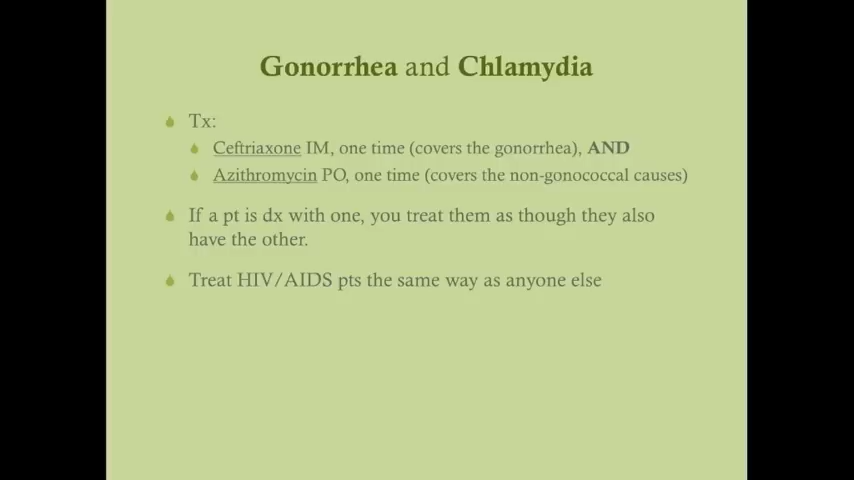 Gonorrhea and Chlamydia
Tx:
Ceftriaxone IM, one time (covers the gonorrhea), AND
Azithromycin PO, one time (covers the non-gonococcal causes)
If a pt is dx with one, you treat them as though they also
have the other.
Treat HIV/AIDS pts the same way as anyone else